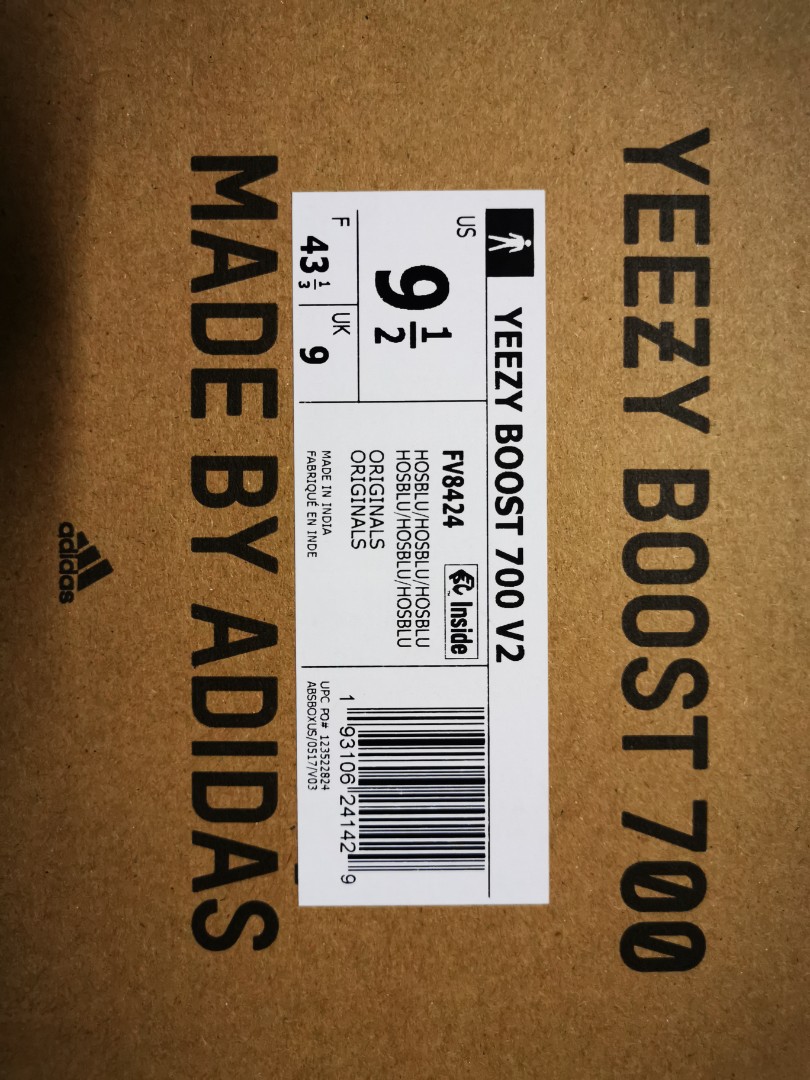 YEEZY BOOST 700
YEEZY BOOST 700 V2
US
9 1/2
F
43 1/3
UK
9
FV8424
Inside
HOSBLU/HOSBLU/HOSBLU
HOSBLU/HOSBLU/HOSBLU
ORIGINALS
ORIGINALS
MADE IN INDIA
FABRIQUÉ EN INDE
1 93106 24142 9
UPC PO# 123522824
ABSBOXUS/0517/V03
MADE BY ADIDAS
adidas